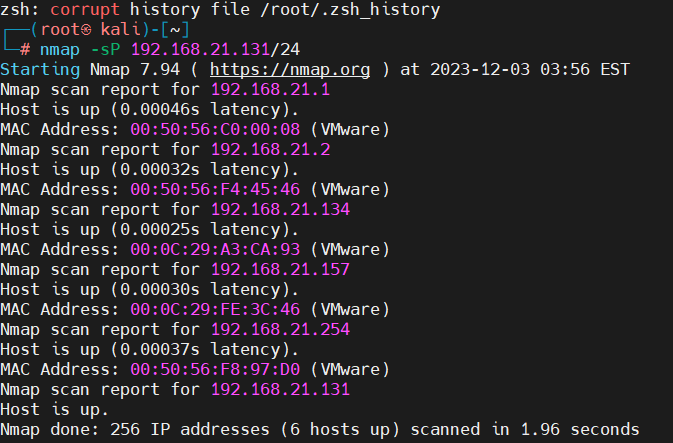 zsh: corrupt history file /root/.zsh_history
┌──(root㉿ kali)-[~]
└─# nmap -sP 192.168.21.131/24
Starting Nmap 7.94 ( https://nmap.org ) at 2023-12-03 03:56 EST
Nmap scan report for 192.168.21.1
Host is up (0.00046s latency).
MAC Address: 00:50:56:C0:00:08 (VMware)
Nmap scan report for 192.168.21.2
Host is up (0.00032s latency).
MAC Address: 00:50:56:F4:45:46 (VMware)
Nmap scan report for 192.168.21.134
Host is up (0.00025s latency).
MAC Address: 00:0C:29:A3:CA:93 (VMware)
Nmap scan report for 192.168.21.157
Host is up (0.00030s latency).
MAC Address: 00:0C:29:FE:3C:46 (VMware)
Nmap scan report for 192.168.21.254
Host is up (0.00037s latency).
MAC Address: 00:50:56:F8:97:D0 (VMware)
Nmap scan report for 192.168.21.131
Host is up.
Nmap done: 256 IP addresses (6 hosts up) scanned in 1.96 seconds